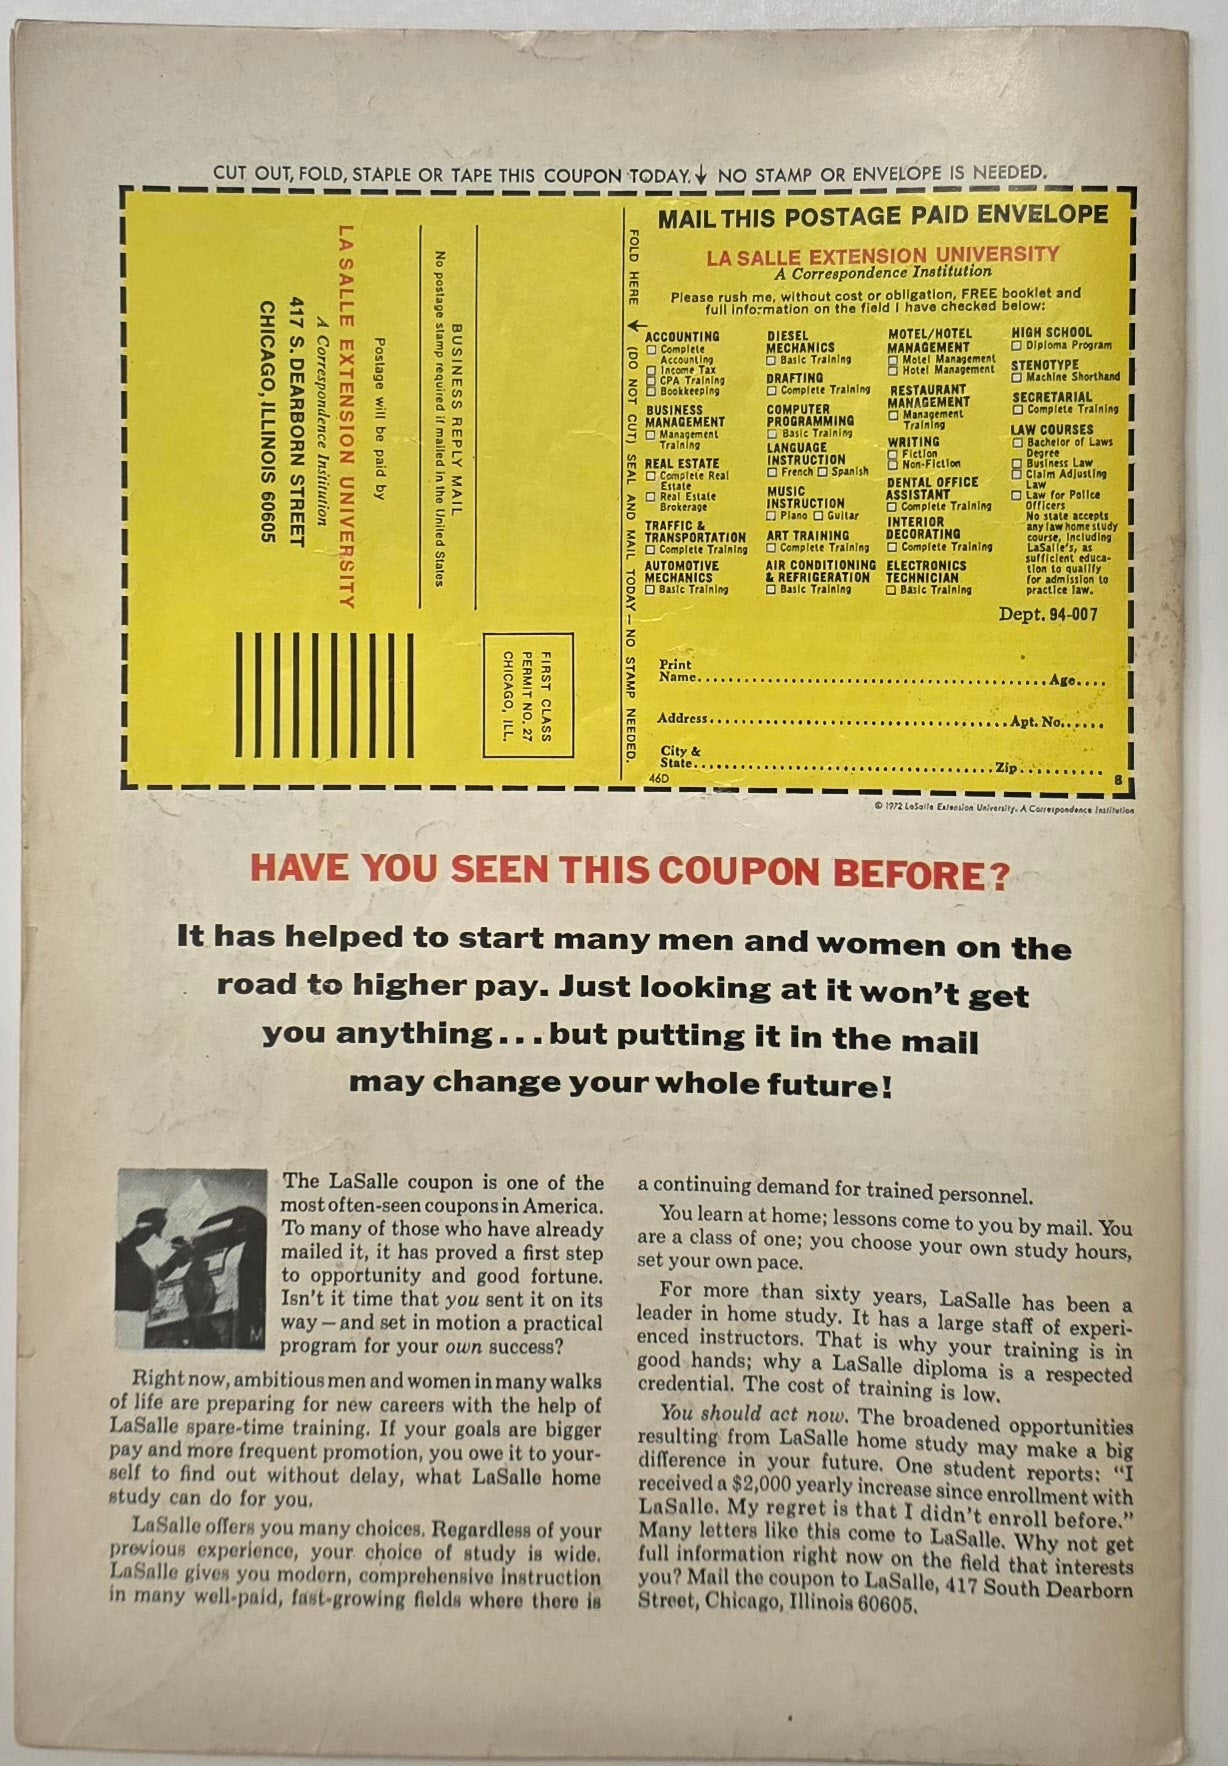 CUT OUT, FOLD, STAPLE OR TAPE THIS COUPON TODAY. ↓ NO STAMP OR ENVELOPE IS NEEDED.
BUSINESS REPLY MAIL
No postage stamp required if mailed in the United States
Postage will be paid by
LA SALLE EXTENSION UNIVERSITY
A Correspondence Institution
417 S. DEARBORN STREET
CHICAGO, ILLINOIS 60605
FIRST CLASS
PERMIT NO. 27
CHICAGO, ILL.
FOLD HERE ↓ (DO NOT CUT) SEAL AND MAIL TODAY — NO STAMP NEEDED.
MAIL THIS POSTAGE PAID ENVELOPE
LA SALLE EXTENSION UNIVERSITY
A Correspondence Institution
Please rush me, without cost or obligation, FREE booklet and
full information on the field I have checked below:
ACCOUNTING
☐ Complete
Accounting
☐ Income Tax
☐ CPA Training
☐ Bookkeeping
BUSINESS
MANAGEMENT
☐ Management
Training
REAL ESTATE
☐ Complete Real
Estate
☐ Real Estate
Brokerage
TRAFFIC &
TRANSPORTATION
☐ Complete Training
AUTOMOTIVE
MECHANICS
☐ Basic Training
DIESEL
MECHANICS
☐ Basic Training
DRAFTING
☐ Complete Training
COMPUTER
PROGRAMMING
☐ Basic Training
LANGUAGE
INSTRUCTION
☐ French ☐ Spanish
MUSIC
INSTRUCTION
☐ Piano ☐ Guitar
ART TRAINING
☐ Complete Training
AIR CONDITIONING
& REFRIGERATION
☐ Basic Training
MOTEL/HOTEL
MANAGEMENT
☐ Motel Management
☐ Hotel Management
RESTAURANT
MANAGEMENT
☐ Management
Training
WRITING
☐ Fiction
☐ Non-Fiction
DENTAL OFFICE
ASSISTANT
☐ Complete Training
INTERIOR
DECORATING
☐ Complete Training
ELECTRONICS
TECHNICIAN
☐ Basic Training
HIGH SCHOOL
☐ Diploma Program
STENOTYPE
☐ Machine Shorthand
SECRETARIAL
☐ Complete Training
LAW COURSES
☐ Bachelor of Laws
Degree
☐ Business Law
☐ Claim Adjusting
Law
☐ Law for Police
Officers
No state accepts
any law home study
course, including
LaSalle's, as
sufficient educa-
tion to qualify
for admission to
practice law.
Dept. 94-007
Print
Name.......... Age....
Address.......... Apt. No......
City &
State.......... Zip..........
46D 8
© 1972 LaSalle Extension University. A Correspondence Institution
HAVE YOU SEEN THIS COUPON BEFORE?
It has helped to start many men and women on the
road to higher pay. Just looking at it won't get
you anything...but putting it in the mail
may change your whole future!
The LaSalle coupon is one of the
most often-seen coupons in America.
To many of those who have already
mailed it, it has proved a first step
to opportunity and good fortune.
Isn't it time that you sent it on its
way — and set in motion a practical
program for your own success?
Right now, ambitious men and women in many walks
of life are preparing for new careers with the help of
LaSalle spare-time training. If your goals are bigger
pay and more frequent promotion, you owe it to your-
self to find out without delay, what LaSalle home
study can do for you.
LaSalle offers you many choices. Regardless of your
previous experience, your choice of study is wide.
LaSalle gives you modern, comprehensive instruction
in many well-paid, fast-growing fields where there is
a continuing demand for trained personnel.
You learn at home; lessons come to you by mail. You
are a class of one; you choose your own study hours,
set your own pace.
For more than sixty years, LaSalle has been a
leader in home study. It has a large staff of experi-
enced instructors. That is why your training is in
good hands; why a LaSalle diploma is a respected
credential. The cost of training is low.
You should act now. The broadened opportunities
resulting from LaSalle home study may make a big
difference in your future. One student reports: "I
received a $2,000 yearly increase since enrollment with
LaSalle. My regret is that I didn't enroll before."
Many letters like this come to LaSalle. Why not get
full information right now on the field that interests
you? Mail the coupon to LaSalle, 417 South Dearborn
Street, Chicago, Illinois 60605.